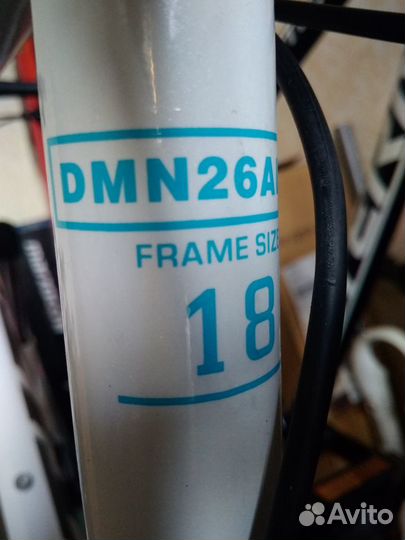 DMN26A
FRAME SIZE
18
Avito